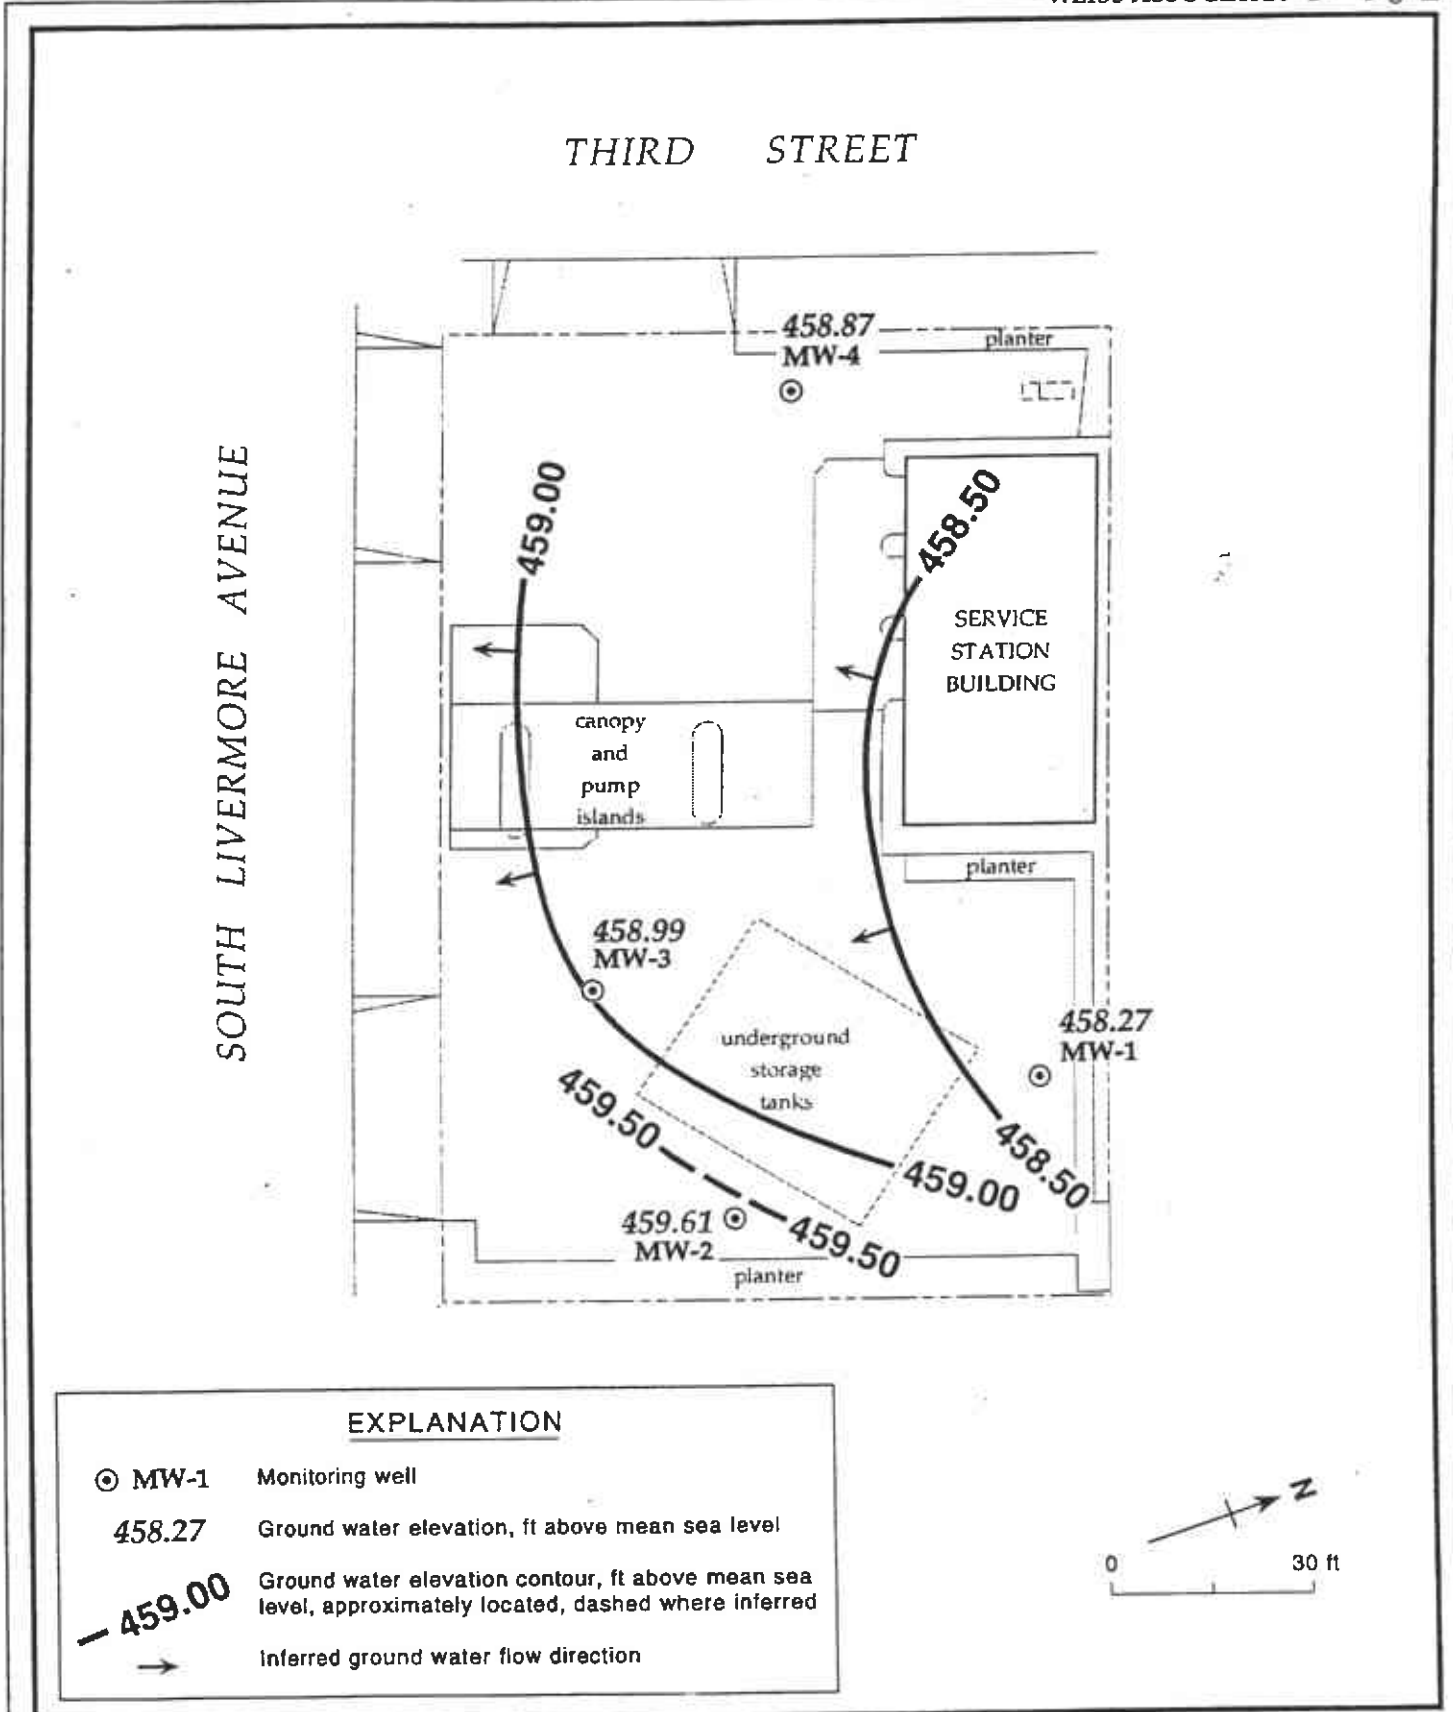 THIRD STREET
458.87
MW-4
planter
459.00
458.50
SOUTH LIVERMORE AVENUE
SERVICE
STATION
BUILDING
canopy
and
pump
islands
planter
458.99
MW-3
458.27
MW-1
underground
storage
tanks
459.50
458.50
459.00
459.61
MW-2
459.50
planter
EXPLANATION
MW-1 Monitoring well
458.27 Ground water elevation, ft above mean sea level
459.00 Ground water elevation contour, ft above mean sea
level, approximately located, dashed where inferred
Inferred ground water flow direction
N
0 30 ft